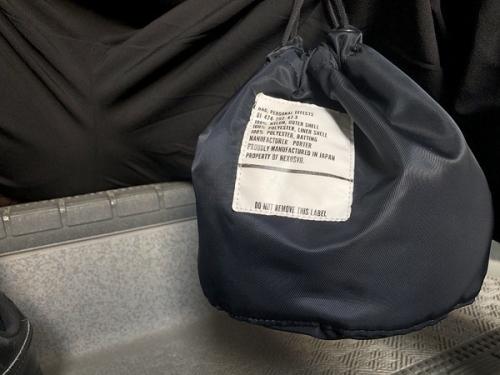 BAG, PERSONAL EFFECTS
100% NYLON, OUTER SHELL
100% POLYESTER, LINER SHELL
100% POLYESTER, BATTING
MANUFACTURER PORTER
PROUDLY MANUFACTURED IN JAPAN
PROPERTY OF NEXUSVII.
DO NOT REMOVE THIS LABEL